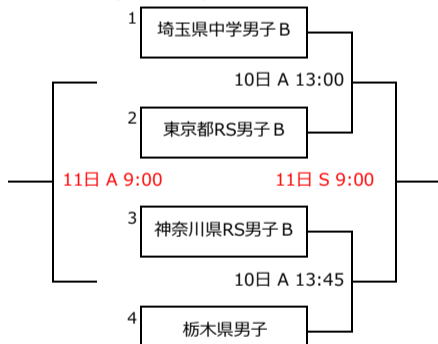 1 埼玉県中学男子B
10日 A 13:00
2 東京都RS男子B
11日 A 9:00 11日 S 9:00
3 神奈川県RS男子B
10日 A 13:45
4 栃木県男子